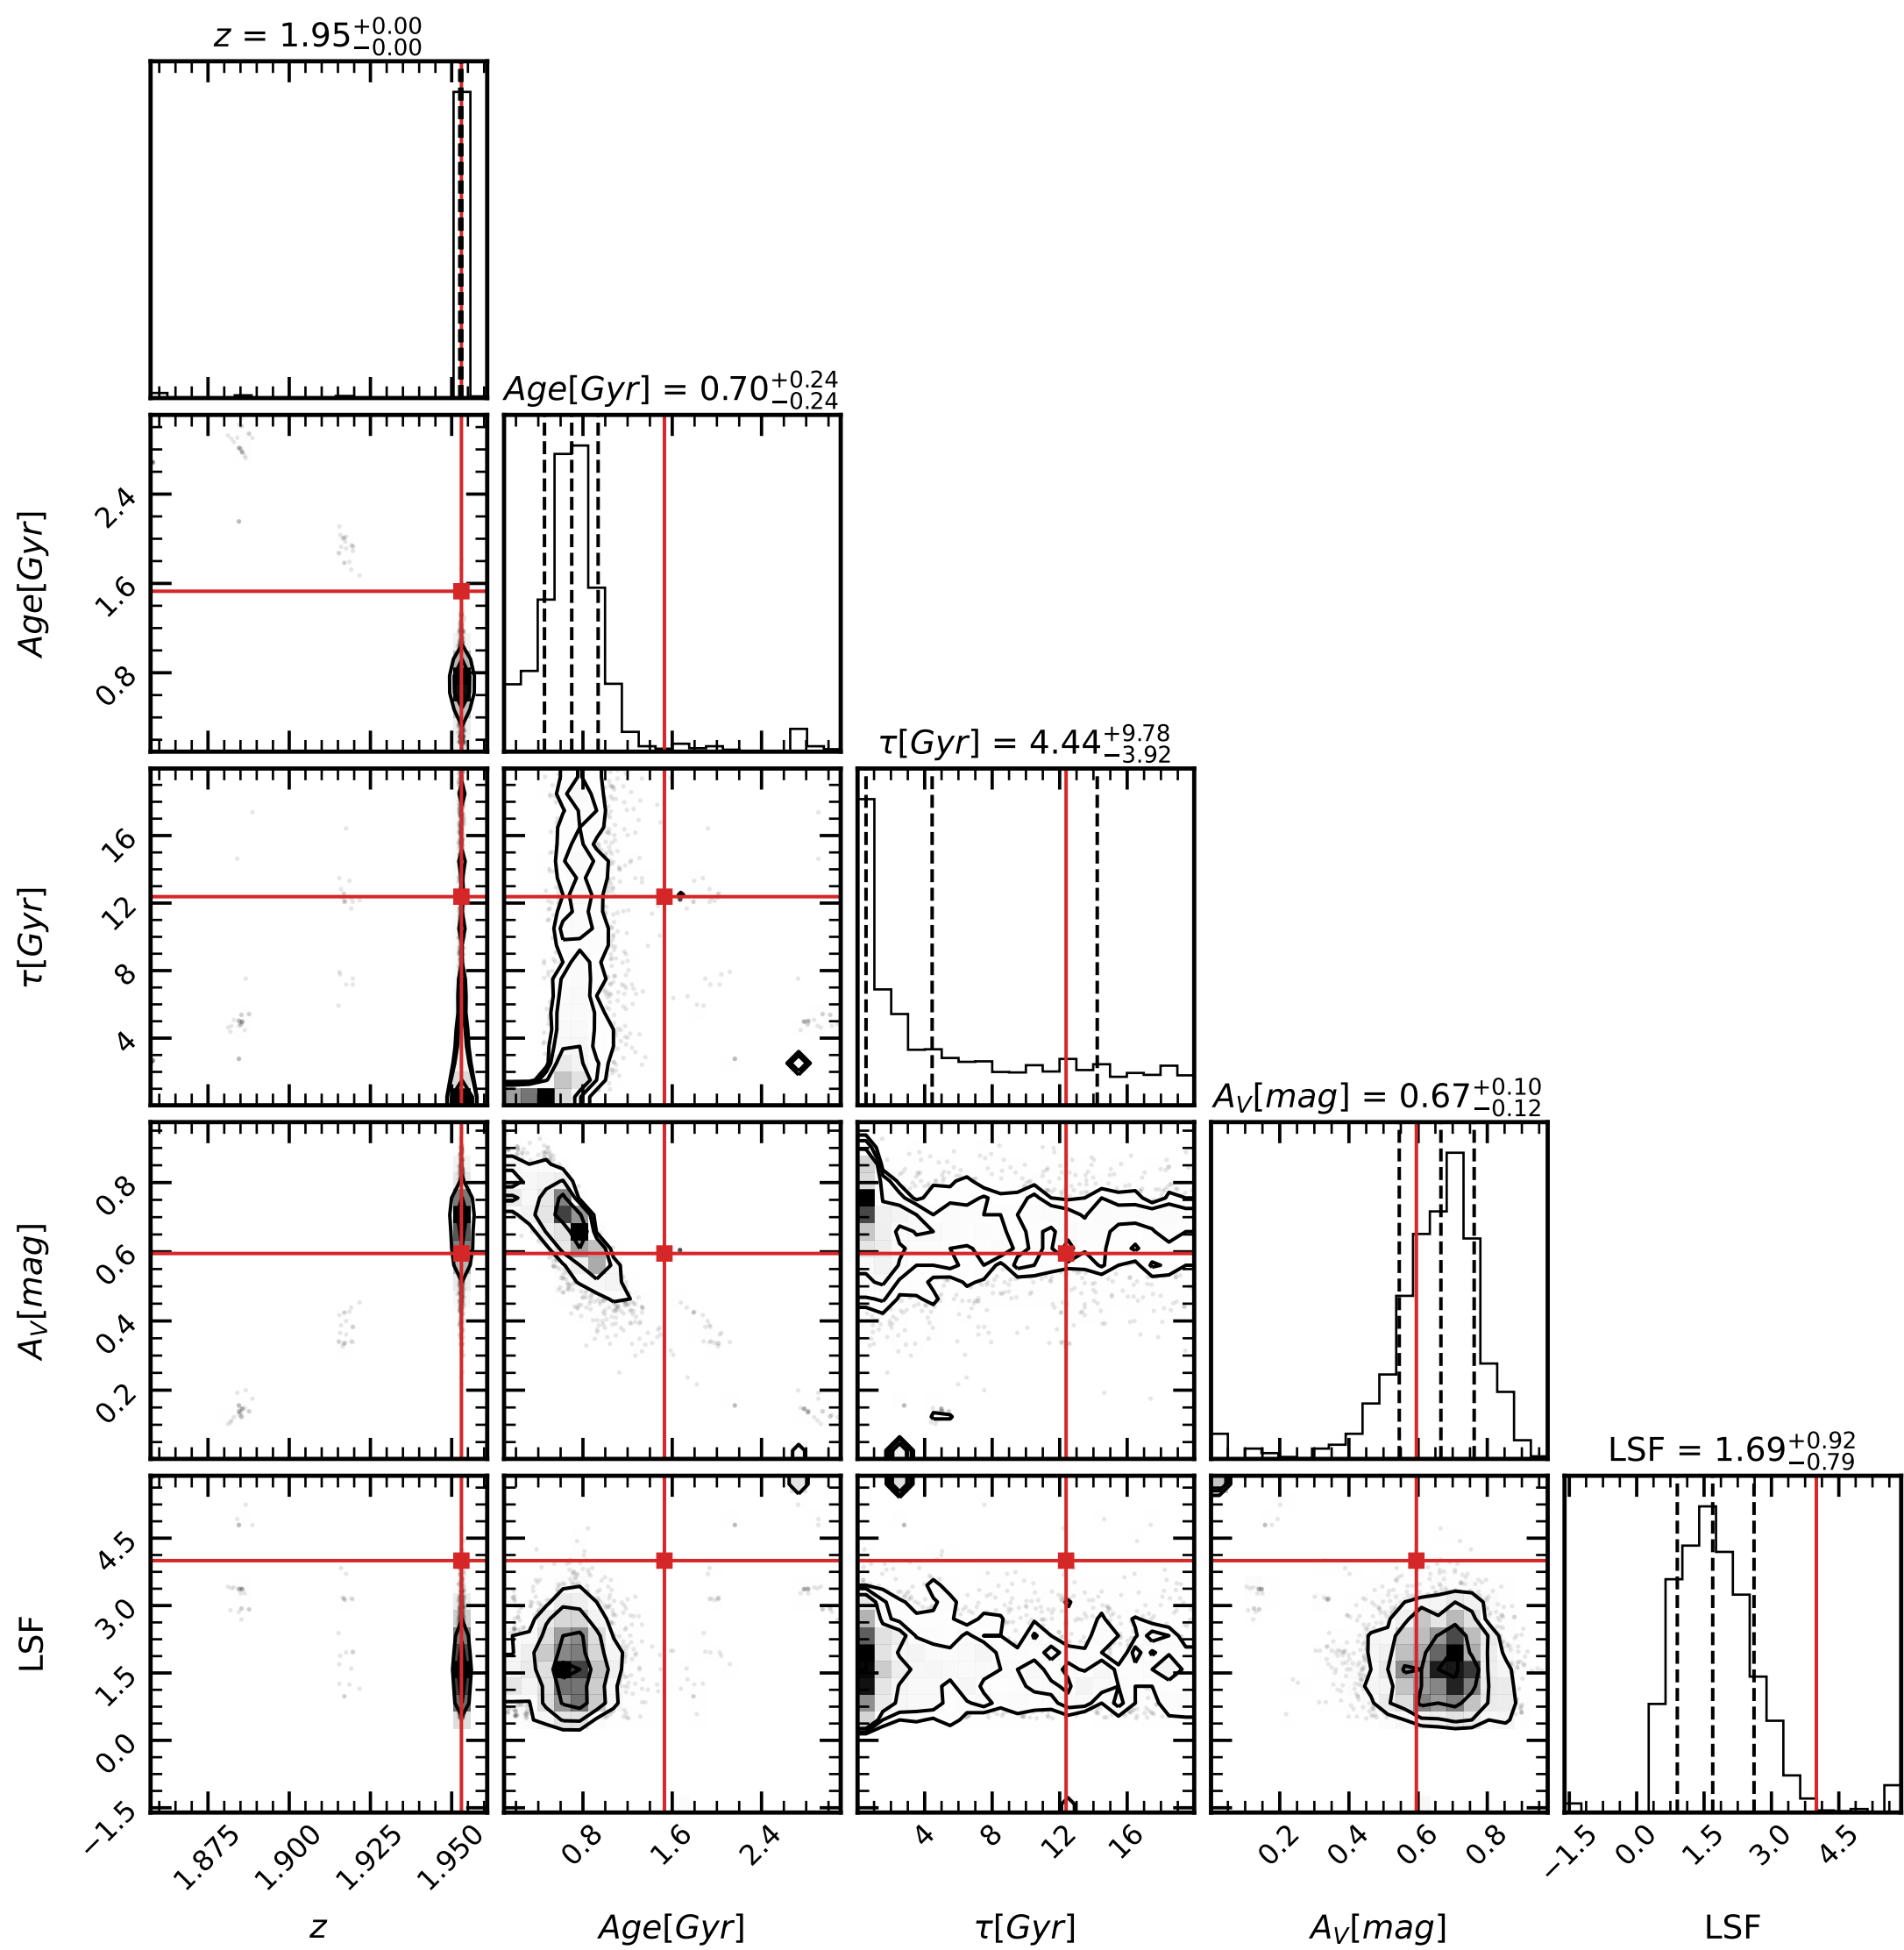 z = 1.95+0.00 −0.00
Age[Gyr] = 0.70+0.24 −0.24
Age[Gyr]
2.4
1.6
0.8
τ[Gyr] = 4.44+9.78 −3.92
τ[Gyr]
16
12
8
4
AV[mag] = 0.67+0.10 −0.12
AV[mag]
0.8
0.6
0.4
0.2
LSF = 1.69+0.92 −0.79
LSF
4.5
3.0
1.5
0.0
−1.5
1.875 1.900 1.925 1.950 0.8 1.6 2.4 4 8 12 16 0.2 0.4 0.6 0.8 −1.5 0.0 1.5 3.0 4.5
z Age[Gyr] τ[Gyr] AV[mag] LSF